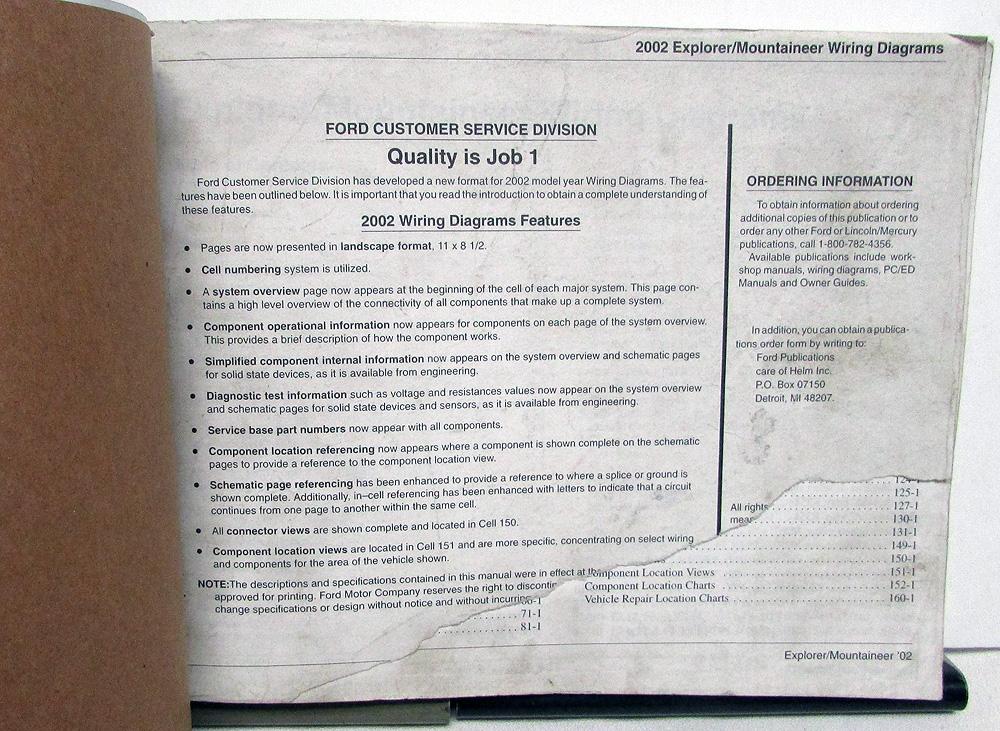 2002 Explorer/Mountaineer Wiring Diagrams
FORD CUSTOMER SERVICE DIVISION
Quality is Job 1
Ford Customer Service Division has developed a new format for 2002 model year Wiring Diagrams. The fea-
tures have been outlined below. It is important that you read the introduction to obtain a complete understanding of
these features.
2002 Wiring Diagrams Features
• Pages are now presented in landscape format, 11 x 8 1/2.
• Cell numbering system is utilized.
• A system overview page now appears at the beginning of the cell of each major system. This page con-
tains a high level overview of the connectivity of all components that make up a complete system.
• Component operational information now appears for components on each page of the system overview.
This provides a brief description of how the component works.
• Simplified component internal information now appears on the system overview and schematic pages
for solid state devices, as it is available from engineering.
• Diagnostic test information such as voltage and resistances values now appear on the system overview
and schematic pages for solid state devices and sensors, as it is available from engineering.
• Service base part numbers now appear with all components.
• Component location referencing now appears where a component is shown complete on the schematic
pages to provide a reference to the component location view.
• Schematic page referencing has been enhanced to provide a reference to where a splice or ground is
shown complete. Additionally, in–cell referencing has been enhanced with letters to indicate that a circuit
continues from one page to another within the same cell.
• All connector views are shown complete and located in Cell 150.
• Component location views are located in Cell 151 and are more specific, concentrating on select wiring
and components for the area of the vehicle shown.
NOTE:The descriptions and specifications contained in this manual were in effect at
approved for printing. Ford Motor Company reserves the right to discontin
change specifications or design without notice and without incurring
71-1
81-1
ORDERING INFORMATION
To obtain information about ordering
additional copies of this publication or to
order any other Ford or Lincoln/Mercury
publications, call 1-800-782-4356.
Available publications include work-
shop manuals, wiring diagrams, PC/ED
Manuals and Owner Guides.
In addition, you can obtain a publica-
tions order form by writing to:
Ford Publications
care of Helm Inc.
P.O. Box 07150
Detroit, MI 48207.
All rights
124-1
125-1
127-1
130-1
131-1
149-1
150-1
Component Location Views 151-1
Component Location Charts 152-1
Vehicle Repair Location Charts 160-1
Explorer/Mountaineer '02